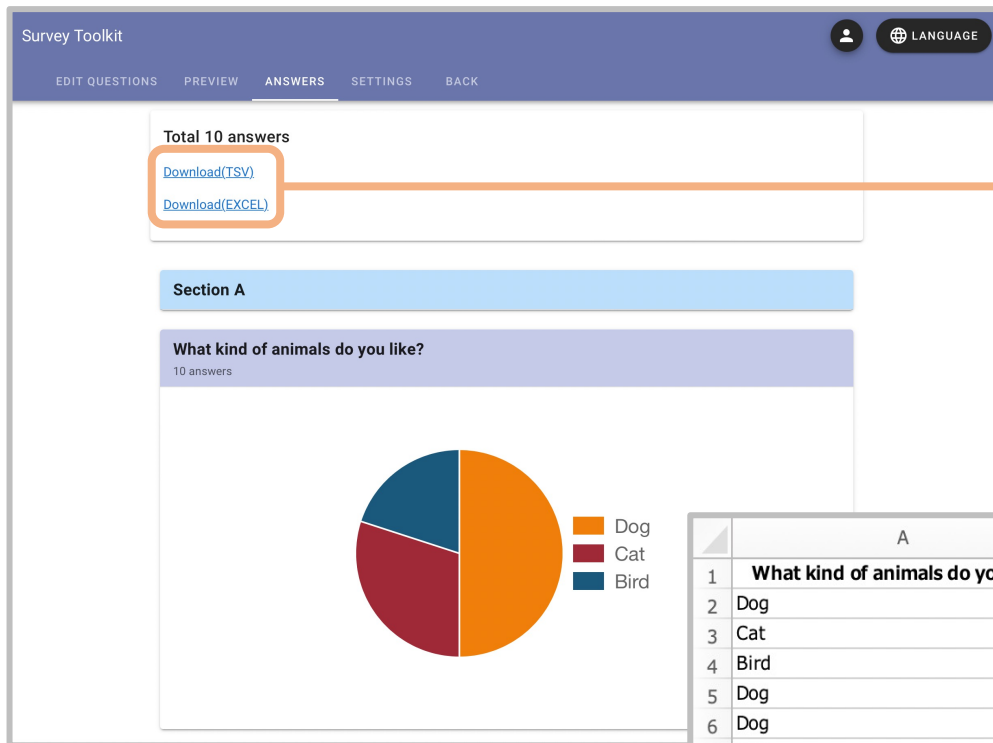 Survey Toolkit
LANGUAGE
EDIT QUESTIONS PREVIEW ANSWERS SETTINGS BACK
Total 10 answers
Download(TSV)
Download(EXCEL)
Section A
What kind of animals do you like?
10 answers
Dog
Cat
Bird
A
1 What kind of animals do yo
2 Dog
3 Cat
4 Bird
5 Dog
6 Dog